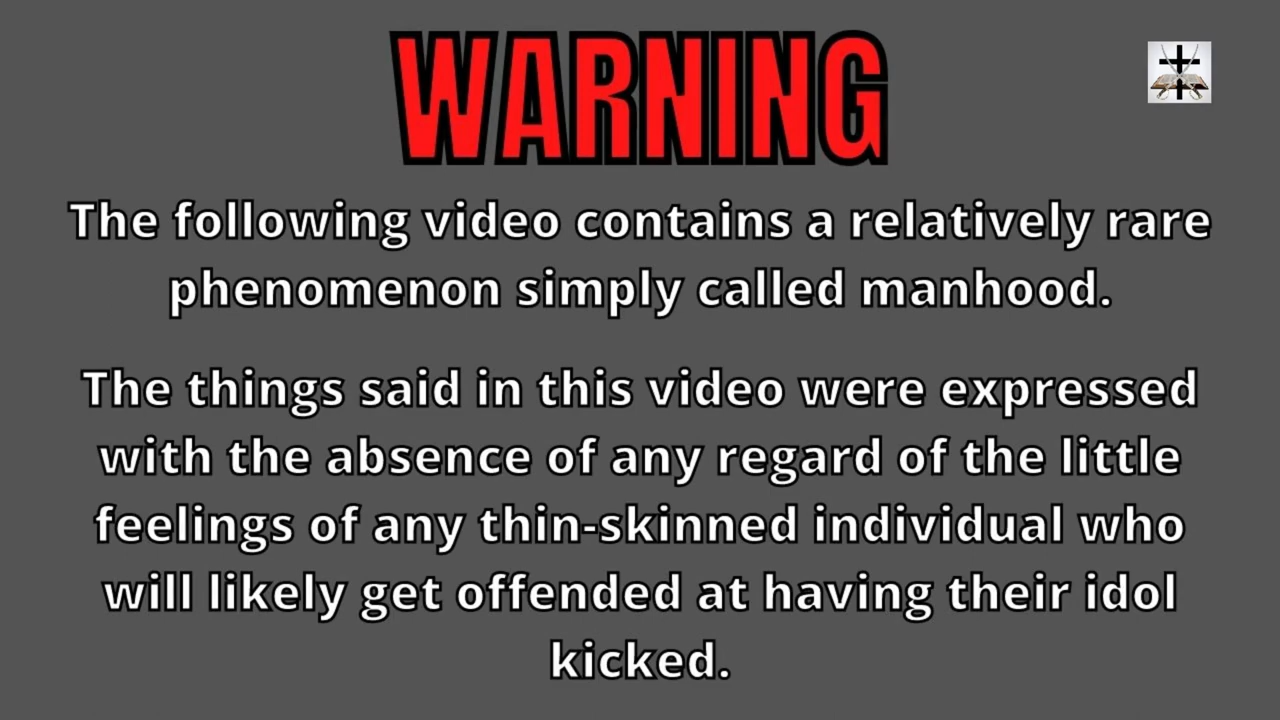 WARNING
The following video contains a relatively rare
phenomenon simply called manhood.
The things said in this video were expressed
with the absence of any regard of the little
feelings of any thin-skinned individual who
will likely get offended at having their idol
kicked.